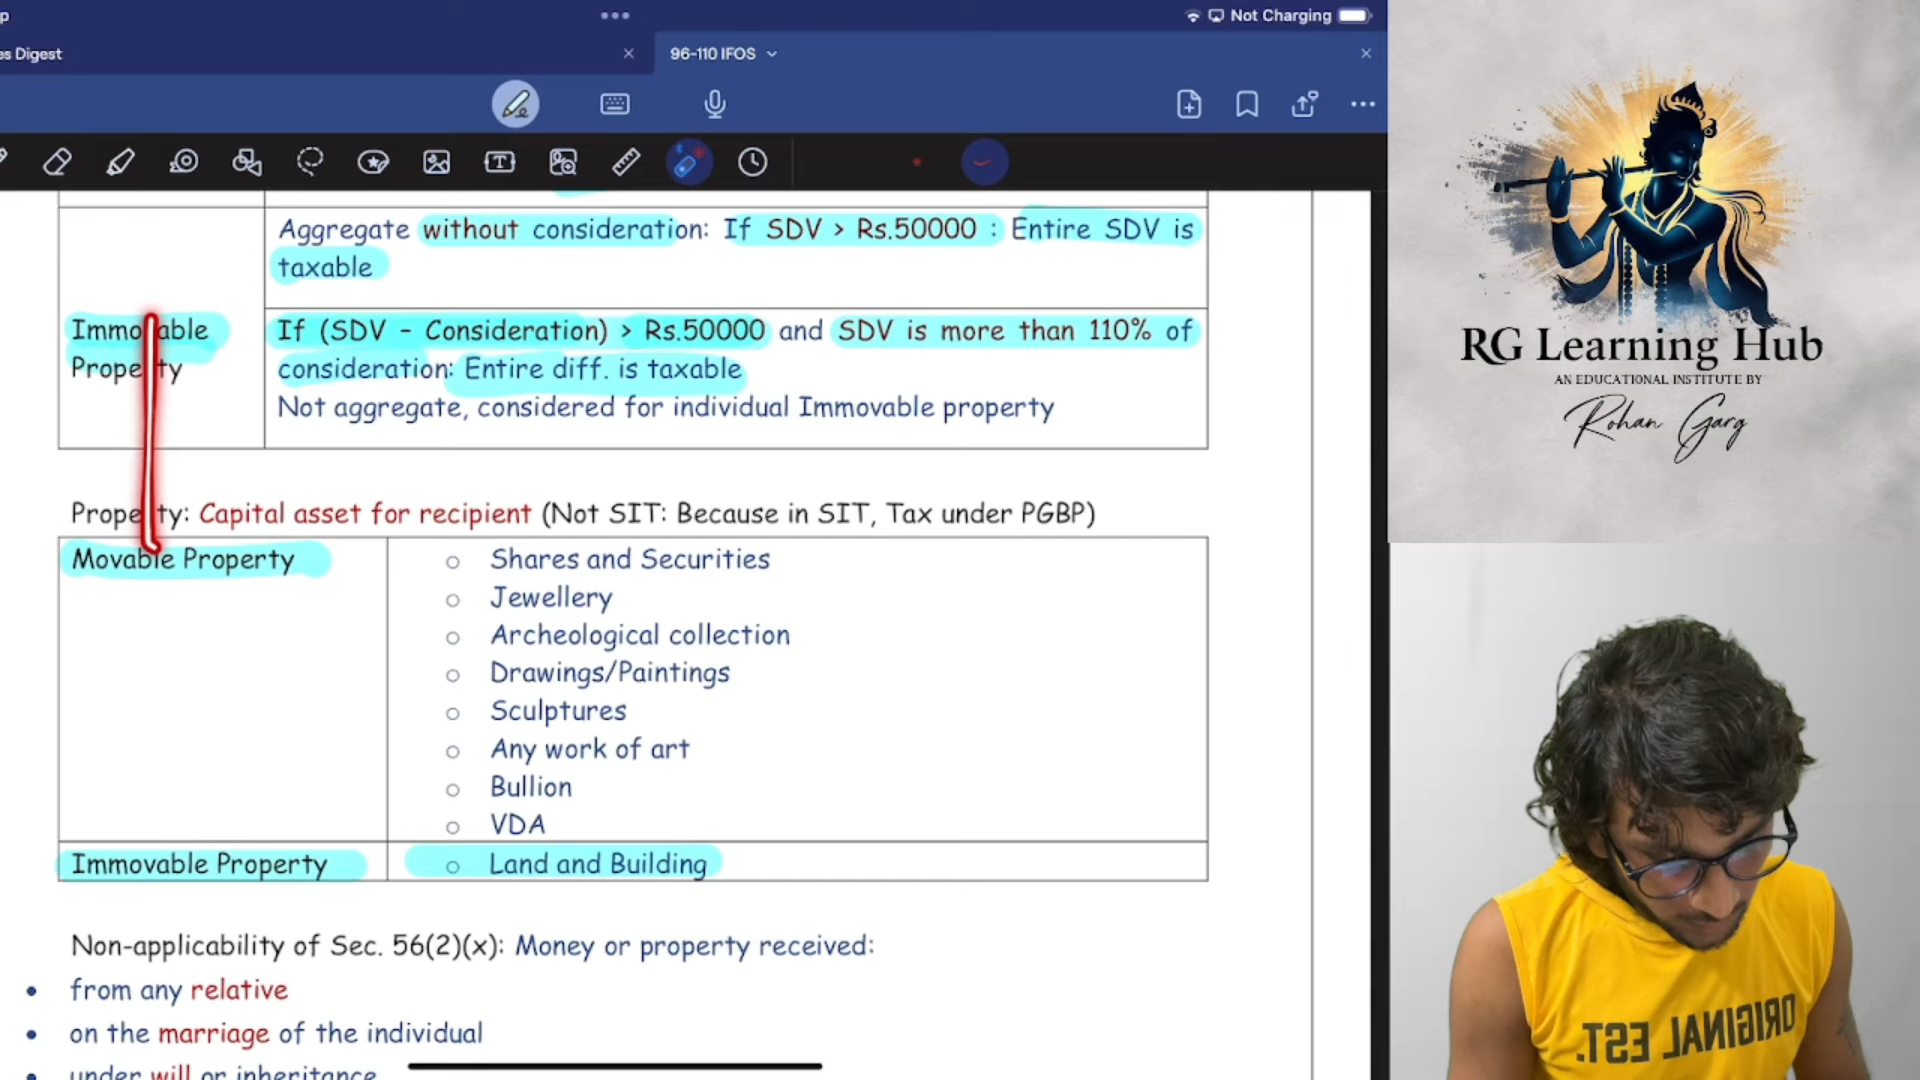 p
Not Charging
es Digest
96-110 IFOS
Aggregate without consideration: If SDV > Rs.50000 : Entire SDV is
taxable
Immovable
Property
If (SDV – Consideration) > Rs.50000 and SDV is more than 110% of
consideration: Entire diff. is taxable
Not aggregate, considered for individual Immovable property
Property: Capital asset for recipient (Not SIT: Because in SIT, Tax under PGBP)
Movable Property
Shares and Securities
Jewellery
Archeological collection
Drawings/Paintings
Sculptures
Any work of art
Bullion
VDA
Immovable Property
Land and Building
Non-applicability of Sec. 56(2)(x): Money or property received:
from any relative
on the marriage of the individual
under will or inheritance
RG Learning Hub
AN EDUCATIONAL INSTITUTE BY
Rohan Garg
ORIGINAL EST.